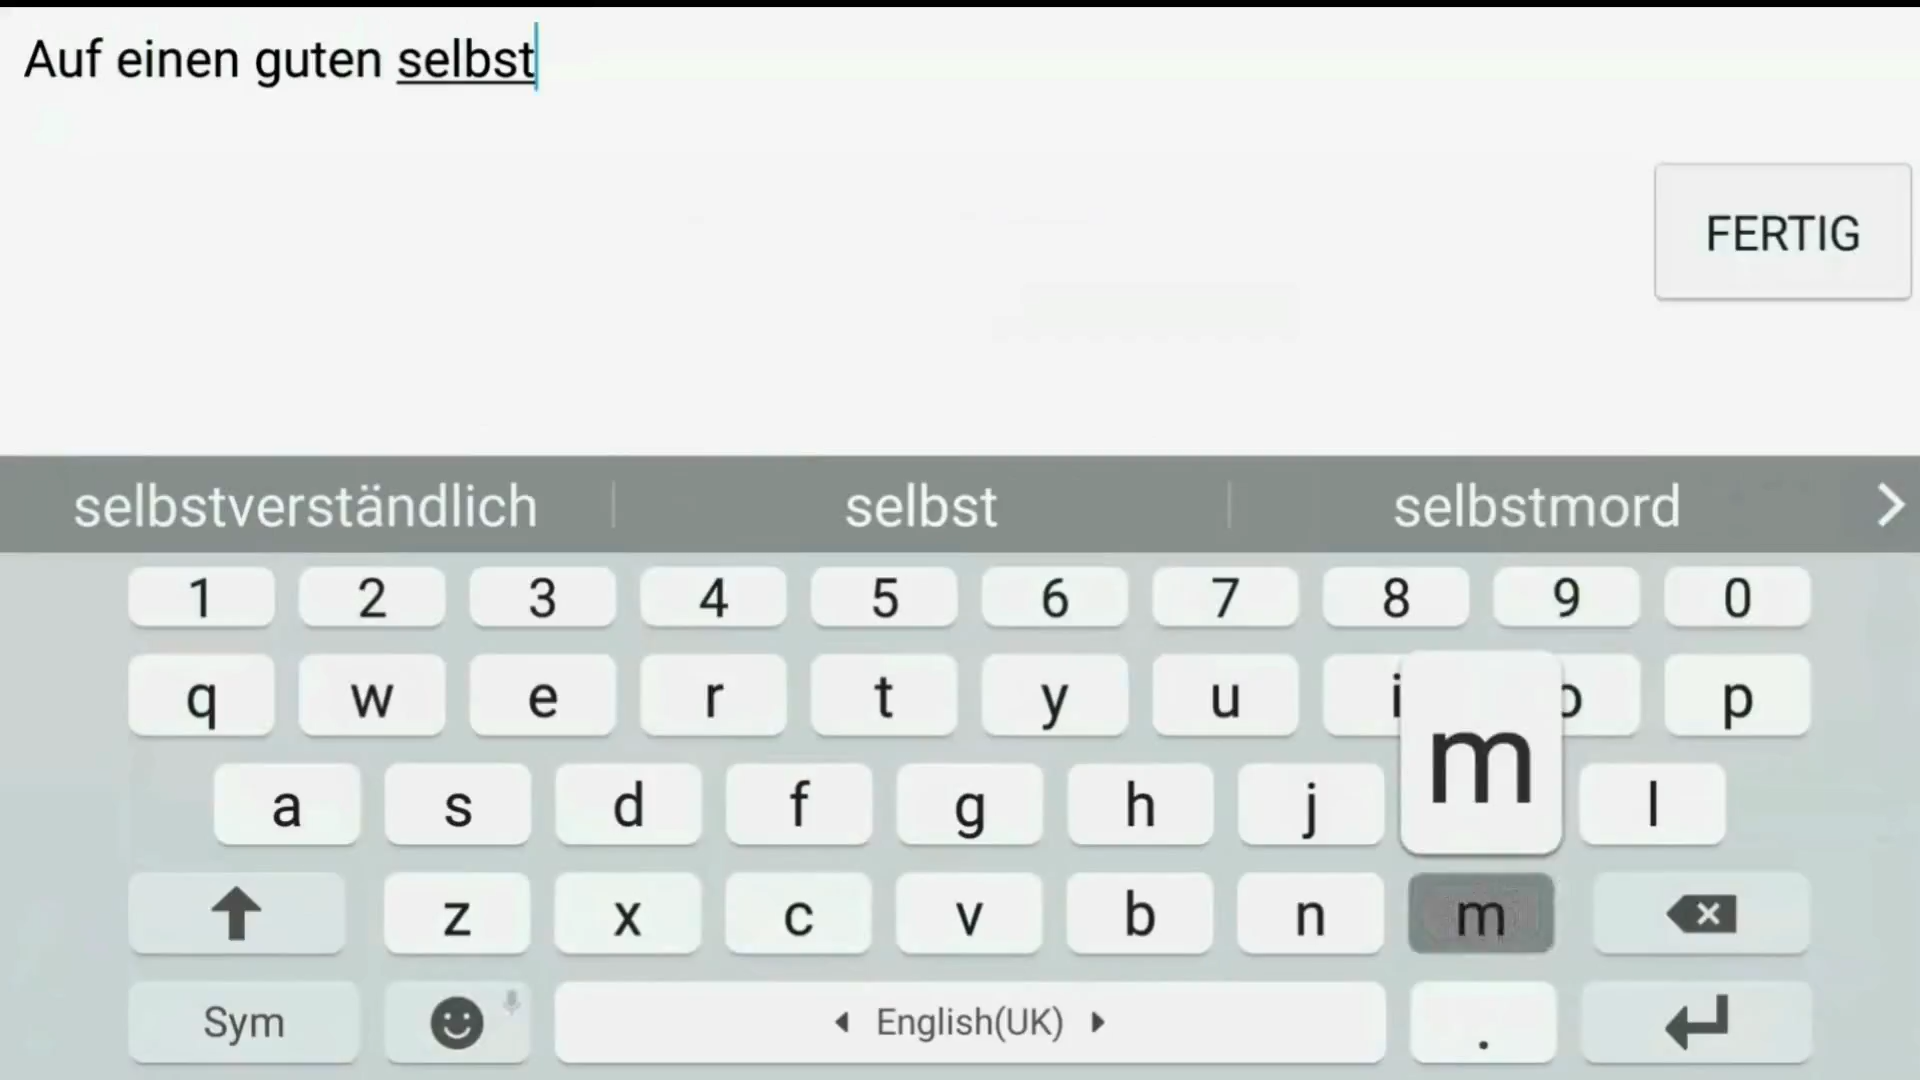 Auf einen guten selbst
FERTIG
selbstverständlich selbst selbstmord
1 2 3 4 5 6 7 8 9 0
q w e r t y u i o p
a s d f g h j m l
z x c v b n m
Sym English(UK) .